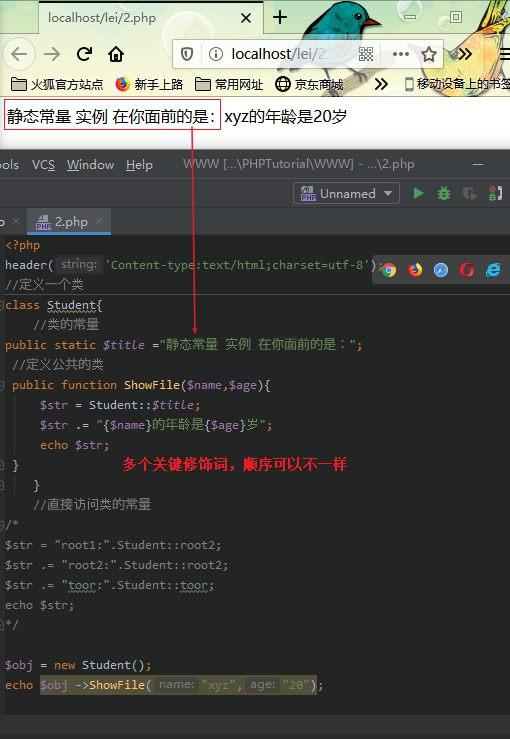 localhost/lei/2.php
localhost/lei/2
火狐官方站点 新手上路 常用网址 京东商城 移动设备上的书签
静态常量 实例 在你面前的是：xyz的年龄是20岁
ools VCS Window Help WWW [...\PHPTutorial\WWW] - ...\2.php
PHP Unnamed
2.php
<?php
header( string: 'Content-type:text/html;charset=utf-8');
//定义一个类
class Student{
//类的常量
public static $title ="静态常量 实例 在你面前的是：";
//定义公共的类
public function ShowFile($name,$age){
$str = Student::$title;
$str .= "{$name}的年龄是{$age}岁";
echo $str;
}
多个关键修饰词，顺序可以不一样
}
//直接访问类的常量
/*
$str = "root1:".Student::root2;
$str .= "root2:".Student::root2;
$str .= "toor:".Student::toor;
echo $str;
*/
$obj = new Student();
echo $obj ->ShowFile( name: "xyz", age: "20");